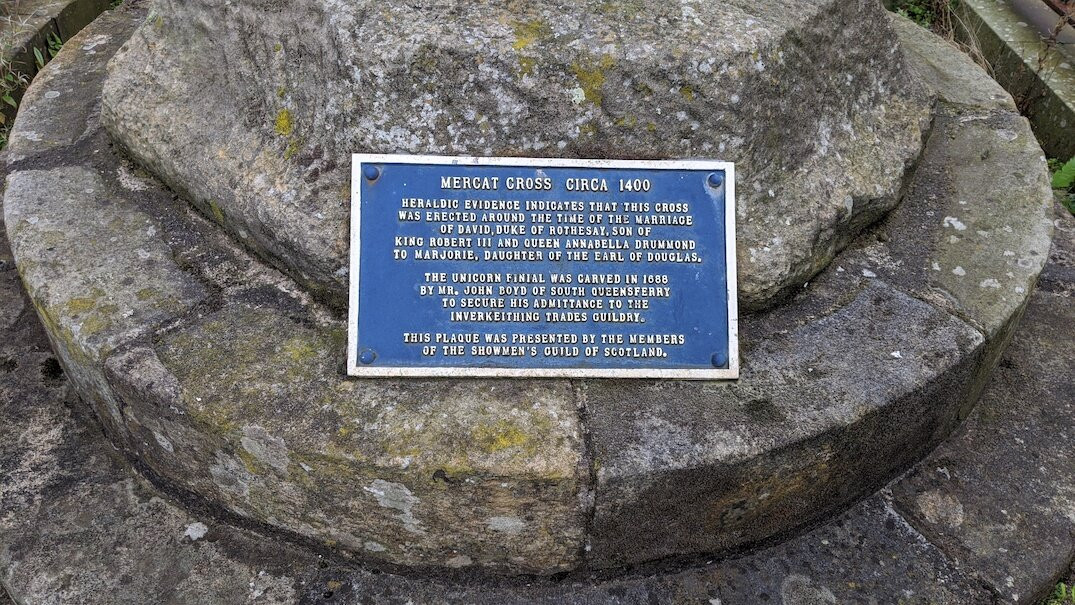 MERCAT CROSS CIRCA 1400
HERALDIC EVIDENCE INDICATES THAT THIS CROSS
WAS ERECTED AROUND THE TIME OF THE MARRIAGE
OF DAVID, DUKE OF ROTHESAY, SON OF
KING ROBERT III AND QUEEN ANNABELLA DRUMMOND
TO MARJORIE, DAUGHTER OF THE EARL OF DOUGLAS.
THE UNICORN FINIAL WAS CARVED IN 1688
BY MR. JOHN BOYD OF SOUTH QUEENSFERRY
TO SECURE HIS ADMITTANCE TO THE
INVERKEITHING TRADES GUILDRY.
THIS PLAQUE WAS PRESENTED BY THE MEMBERS
OF THE SHOWMEN'S GUILD OF SCOTLAND.